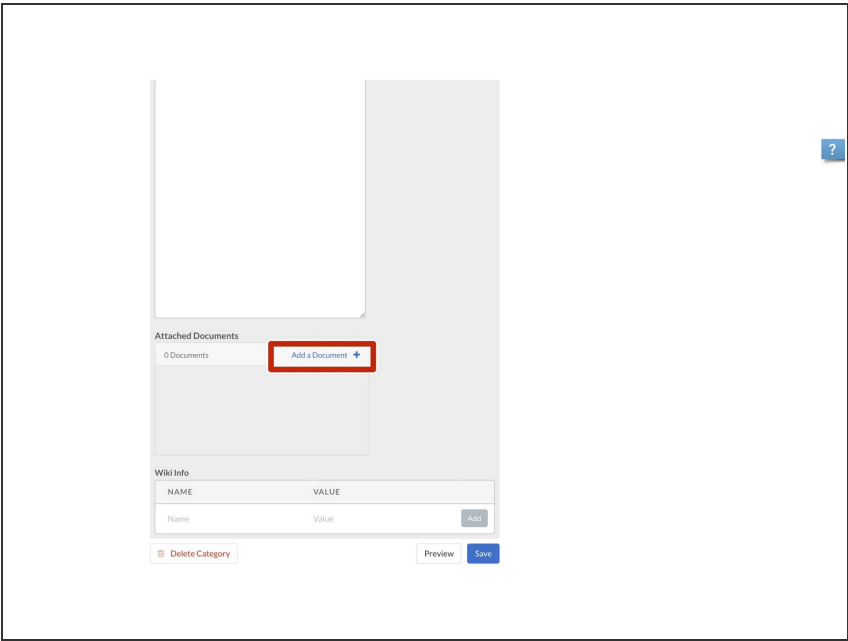 ?
Attached Documents
0 Documents Add a Document +
Wiki Info
NAME VALUE
Name Value Add
Delete Category Preview Save